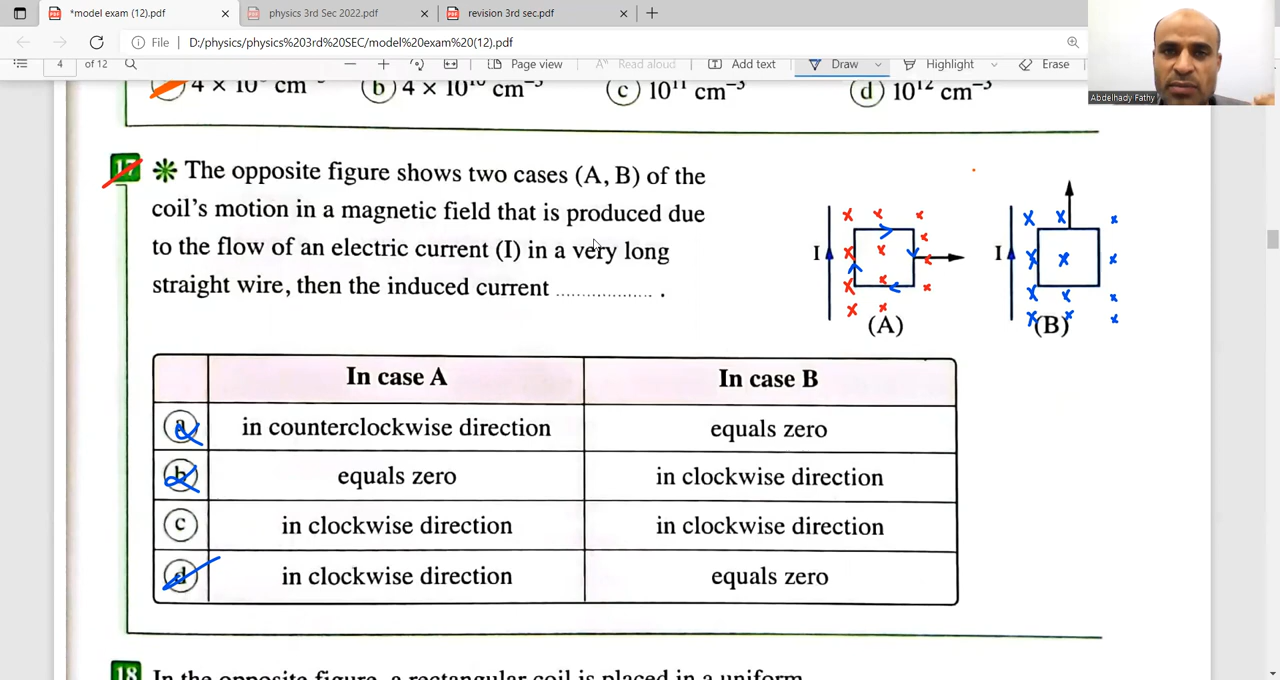 *model exam (12).pdf
physics 3rd Sec 2022.pdf
revision 3rd sec.pdf
File
D:/physics/physics%203rd%20SEC/model%20exam%20(12).pdf
4 of 12
Page view
Read aloud
Add text
Draw
Highlight
Erase
Abdelhady Fathy
b 4 × 10¹⁰ cm⁻³
c 10¹¹ cm⁻³
d 10¹² cm⁻³
17 The opposite figure shows two cases (A, B) of the
coil's motion in a magnetic field that is produced due
to the flow of an electric current (I) in a very long
straight wire, then the induced current .................. .
I
(A)
I
(B)
In case A In case B
a in counterclockwise direction equals zero
b equals zero in clockwise direction
c in clockwise direction in clockwise direction
d in clockwise direction equals zero
18 In the opposite figure, a rectangular coil is placed in a uniform